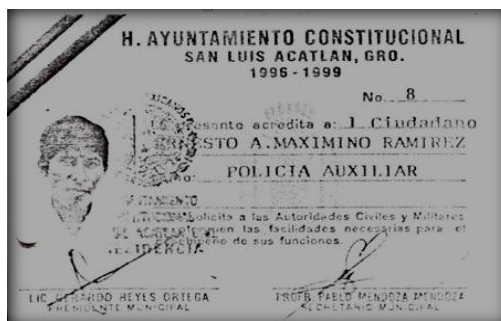 H. AYUNTAMIENTO CONSTITUCIONAL
SAN LUIS ACATLAN, GRO.
1996-1999
No. 8
presente acredita a: l Ciudadano
ERNESTO A. MAXIMINO RAMIREZ
POLICIA AUXILIAR
solicita a las Autoridades Civiles y Militares
las facilidades necesarias para el
de sus funciones.
LIC. GERARDO REYES ORTEGA
PRESIDENTE MUNICIPAL
PROFR. PABLO MENDOZA MENDOZA
SECRETARIO MUNICIPAL